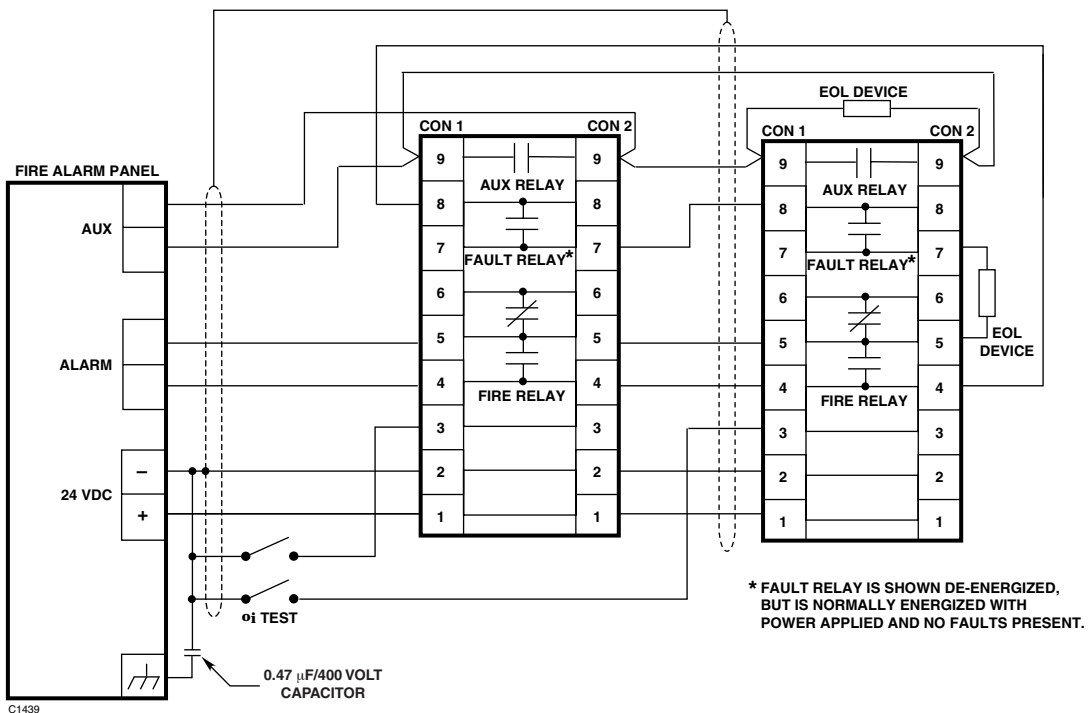 EOL DEVICE
CON 1
CON 2
CON 1
CON 2
FIRE ALARM PANEL
9
9
AUX RELAY
8
8
7
7
FAULT RELAY*
6
6
5
5
4
4
FIRE RELAY
3
3
2
2
1
1
9
9
AUX RELAY
8
8
7
7
FAULT RELAY*
6
6
5
5
4
4
FIRE RELAY
3
3
2
2
1
1
EOL
DEVICE
AUX
ALARM
–
24 VDC
+
oi TEST
* FAULT RELAY IS SHOWN DE-ENERGIZED,
BUT IS NORMALLY ENERGIZED WITH
POWER APPLIED AND NO FAULTS PRESENT.
0.47 µF/400 VOLT
CAPACITOR
C1439